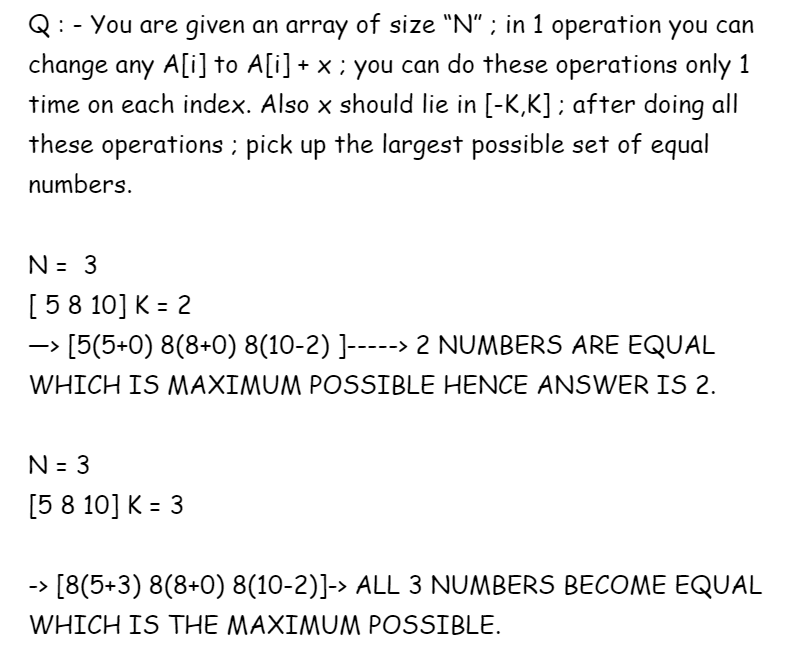 Q : - You are given an array of size “N” ; in 1 operation you can
change any A[i] to A[i] + x ; you can do these operations only 1
time on each index. Also x should lie in [-K,K] ; after doing all
these operations ; pick up the largest possible set of equal
numbers.
N = 3
[ 5 8 10] K = 2
—> [5(5+0) 8(8+0) 8(10-2) ]-----> 2 NUMBERS ARE EQUAL
WHICH IS MAXIMUM POSSIBLE HENCE ANSWER IS 2.
N = 3
[5 8 10] K = 3
-> [8(5+3) 8(8+0) 8(10-2)]-> ALL 3 NUMBERS BECOME EQUAL
WHICH IS THE MAXIMUM POSSIBLE.